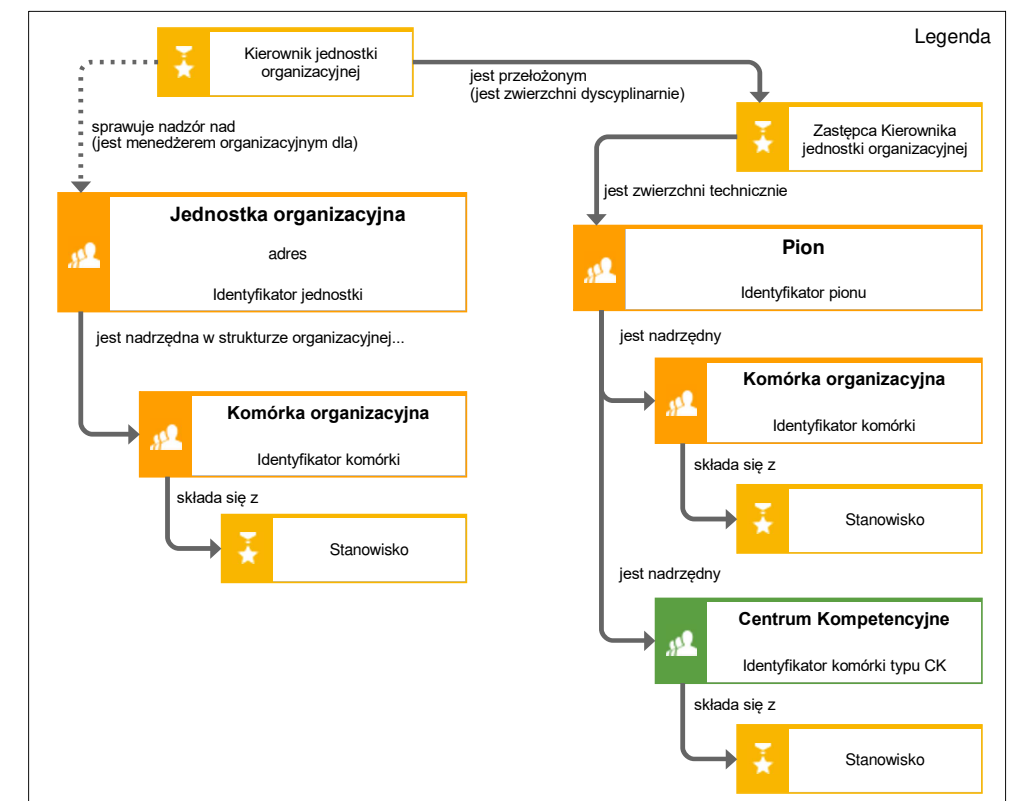 Legenda
Kierownik jednostki
organizacyjnej
jest przełożonym
(jest zwierzchni dyscyplinarnie)
sprawuje nadzór nad
(jest menedżerem organizacyjnym dla)
Zastępca Kierownika
jednostki organizacyjnej
jest zwierzchni technicznie
Jednostka organizacyjna
adres
Identyfikator jednostki
Pion
Identyfikator pionu
jest nadrzędna w strukturze organizacyjnej...
jest nadrzędny
Komórka organizacyjna
Identyfikator komórki
Komórka organizacyjna
Identyfikator komórki
składa się z
Stanowisko
składa się z
Stanowisko
jest nadrzędny
Centrum Kompetencyjne
Identyfikator komórki typu CK
składa się z
Stanowisko